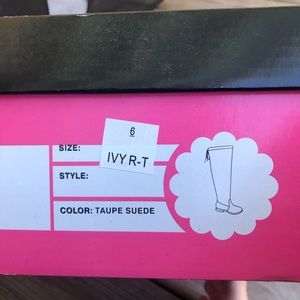 6
SIZE:
IVY R-T
STYLE:
COLOR: TAUPE SUEDE